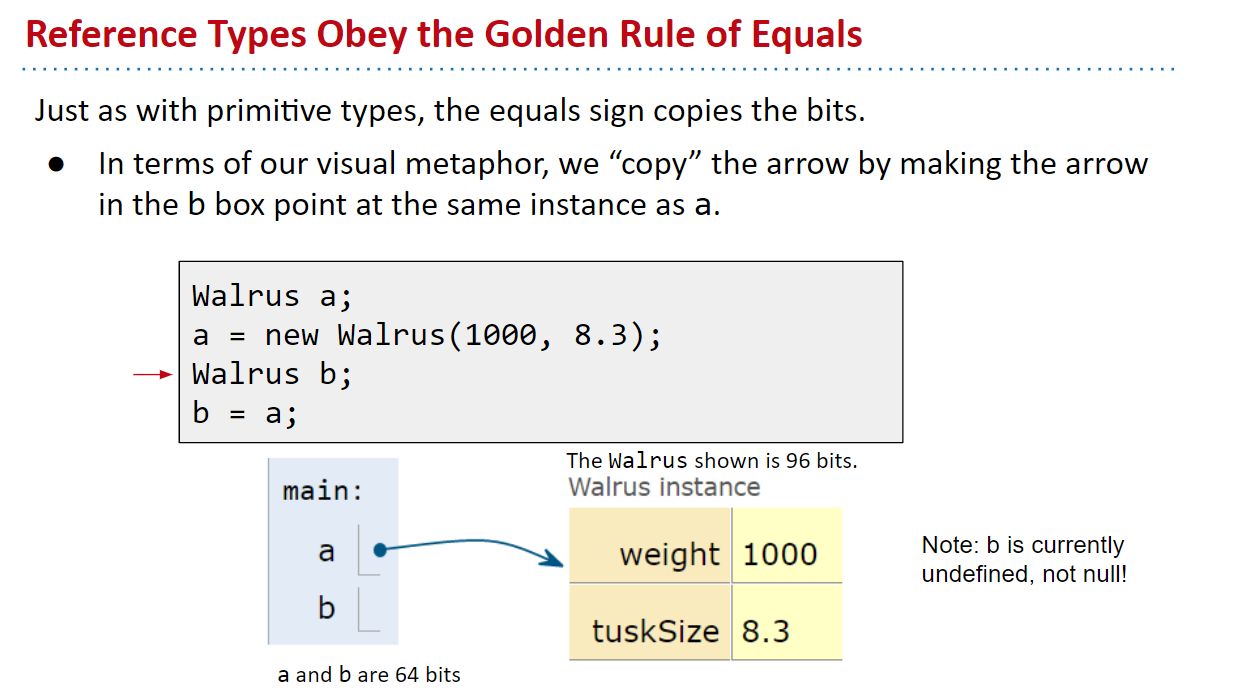 Reference Types Obey the Golden Rule of Equals
Just as with primitive types, the equals sign copies the bits.
● In terms of our visual metaphor, we “copy” the arrow by making the arrow
in the b box point at the same instance as a.
Walrus a;
a = new Walrus(1000, 8.3);
Walrus b;
b = a;
The Walrus shown is 96 bits.
Walrus instance
main:
a
b
weight 1000
tuskSize 8.3
Note: b is currently
undefined, not null!
a and b are 64 bits